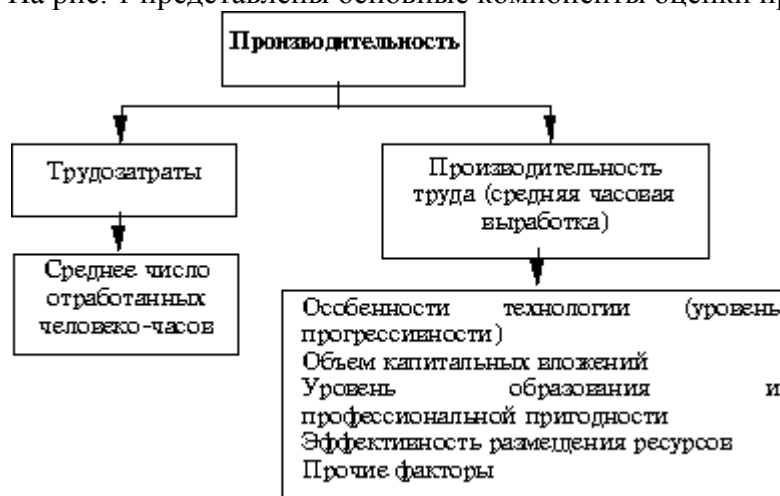 На рис. 1 представлены основные компоненты оценки
Производительность
Трудозатраты
Производительность
труда (средняя часовая
выработка)
Среднее число
отработанных
человеко-часов
Особенности технологии (уровень
прогрессивности)
Объем капитальных вложений
Уровень образования и
профессиональной пригодности
Эффективность размещения ресурсов
Прочие факторы